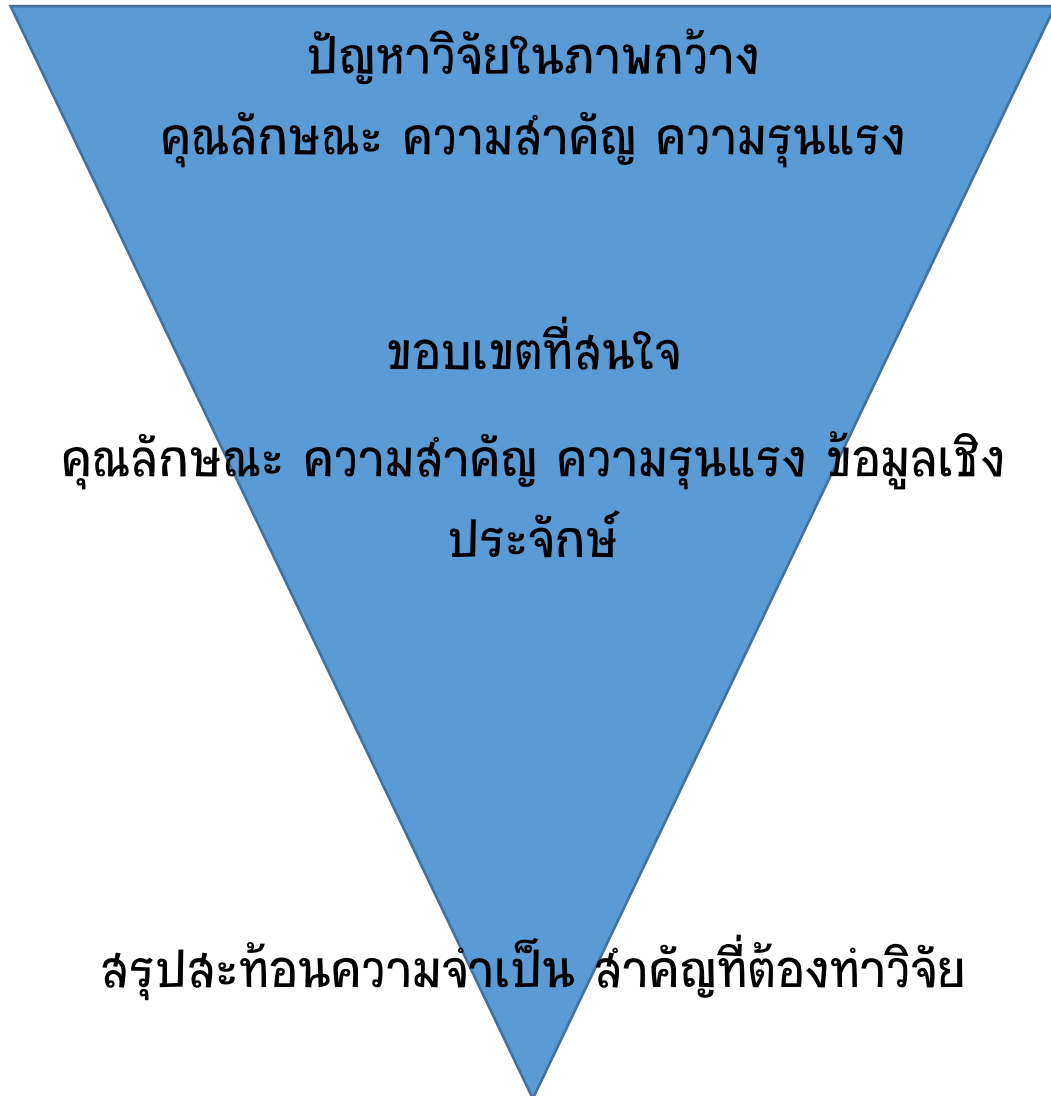 ปัญหาวิจัยในภาพกว้าง
คุณลักษณะ ความสำคัญ ความรุนแรง
ขอบเขตที่สนใจ
คุณลักษณะ ความสำคัญ ความรุนแรง ข้อมูลเชิง
ประจักษ์
สรุปสะท้อนความจำเป็น สำคัญที่ต้องทำวิจัย